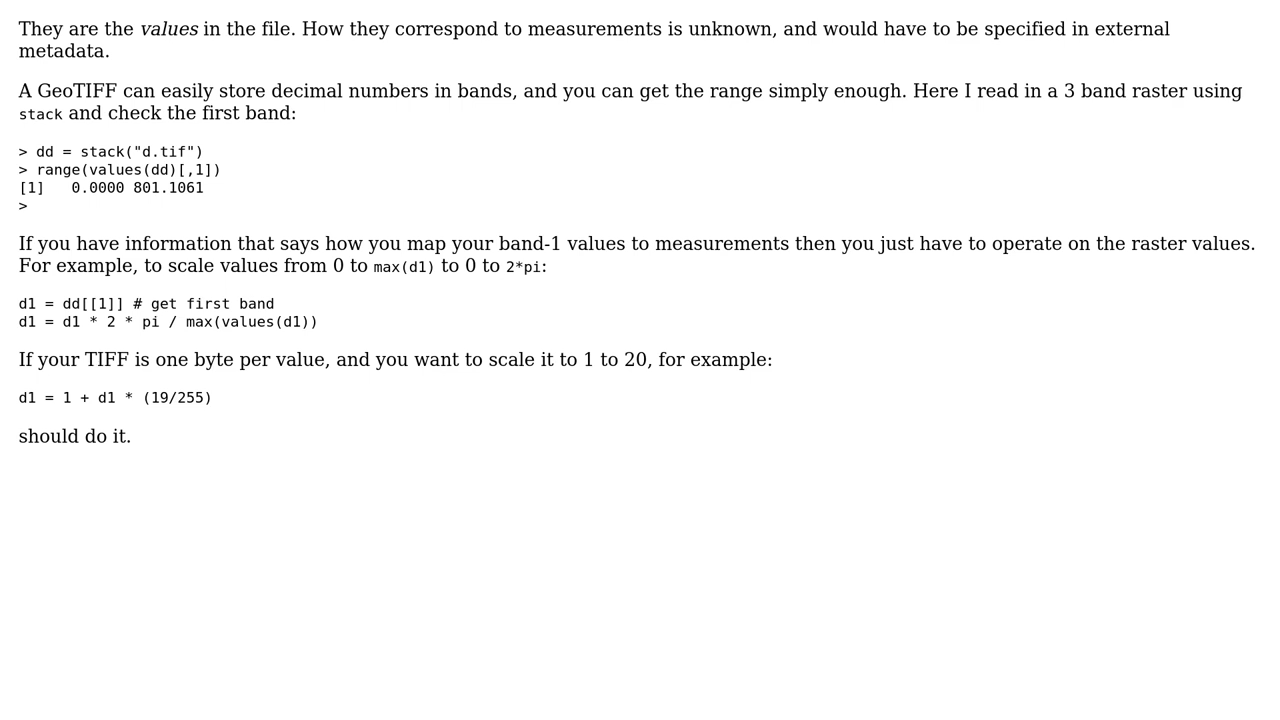 They are the values in the file. How they correspond to measurements is unknown, and would have to be specified in external
metadata.
A GeoTIFF can easily store decimal numbers in bands, and you can get the range simply enough. Here I read in a 3 band raster using
stack and check the first band:
> dd = stack("d.tif")
> range(values(dd)[,1])
[1]   0.0000 801.1061
>
If you have information that says how you map your band-1 values to measurements then you just have to operate on the raster values.
For example, to scale values from 0 to max(d1) to 0 to 2*pi:
d1 = dd[[1]] # get first band
d1 = d1 * 2 * pi / max(values(d1))
If your TIFF is one byte per value, and you want to scale it to 1 to 20, for example:
d1 = 1 + d1 * (19/255)
should do it.